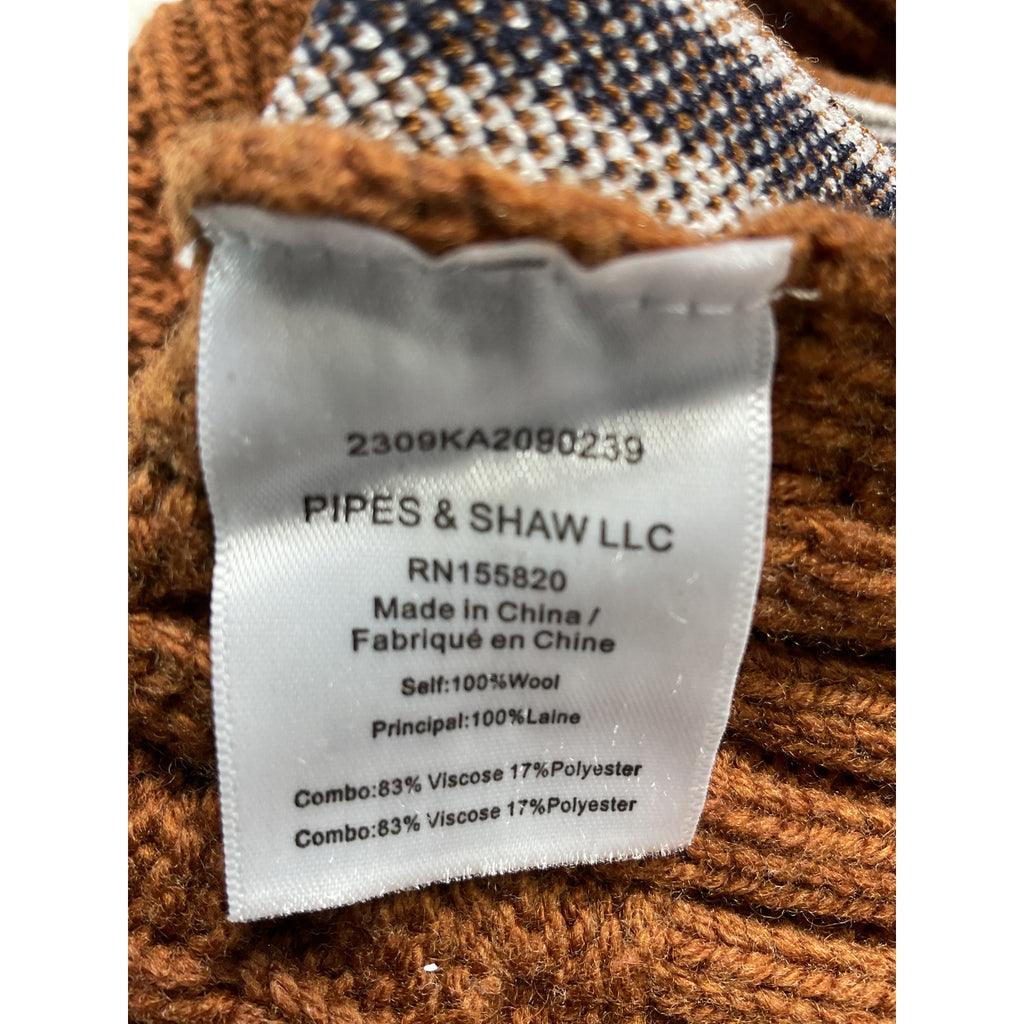 2309KA2090239
PIPES & SHAW LLC
RN155820
Made in China /
Fabriqué en Chine
Self:100%Wool
Principal:100%Laine
Combo:83% Viscose 17%Polyester
Combo:83% Viscose 17%Polyester